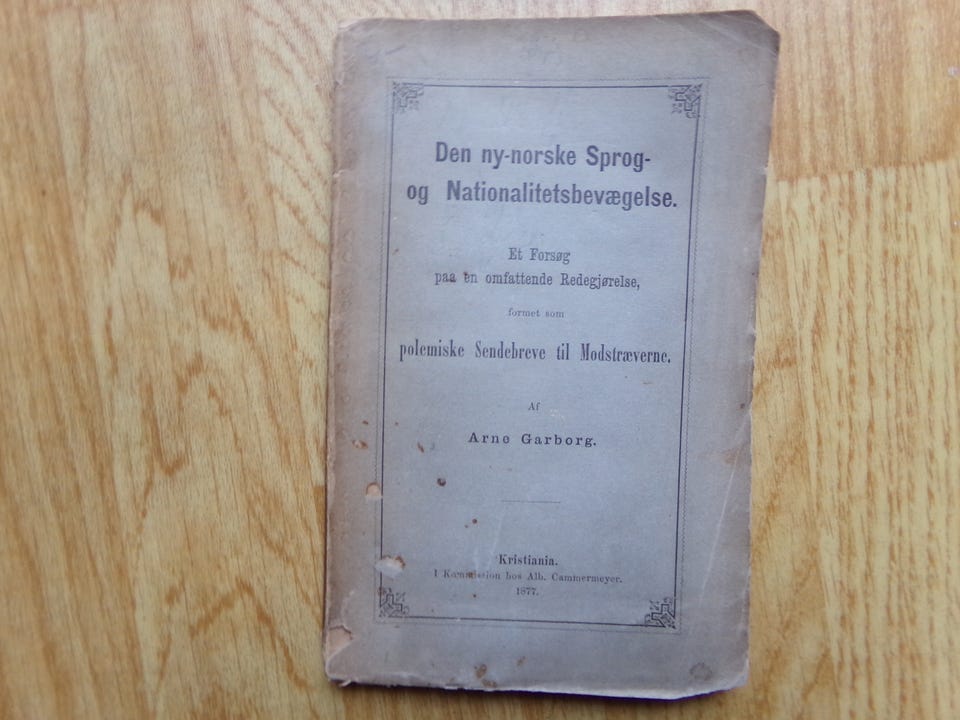 Den ny-norske Sprog-
og Nationalitetsbevægelse.
Et Forsøg
paa en omfattende Redegjørelse,
formet som
polemiske Sendebreve til Modstræverne.
Af
Arne Garborg.
Kristiania.
I Kommission hos Alb. Cammermeyer.
1877.